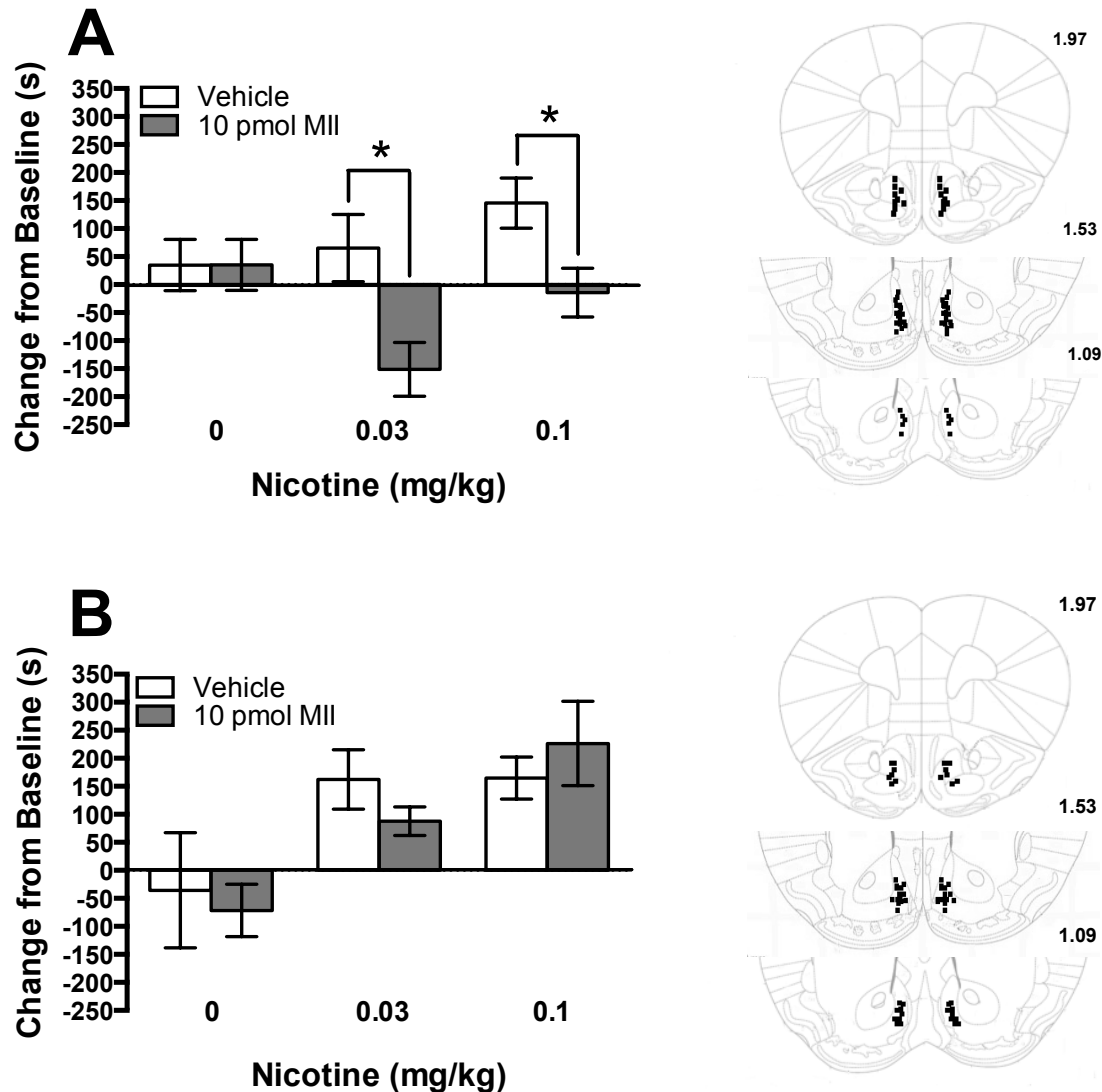 A
Change from Baseline (s)
350
300
250
200
150
100
50
0
-50
-100
-150
-200
-250
Vehicle
10 pmol MII
*
*
0 0.03 0.1
Nicotine (mg/kg)
1.97
1.53
1.09
B
Change from Baseline (s)
350
300
250
200
150
100
50
0
-50
-100
-150
-200
-250
Vehicle
10 pmol MII
0 0.03 0.1
Nicotine (mg/kg)
1.97
1.53
1.09